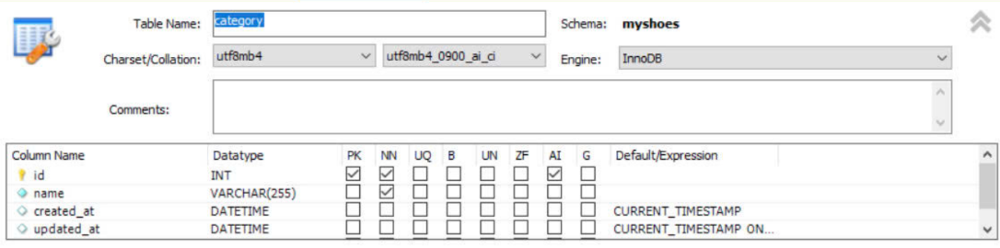 Table Name: category Schema: myshoes
Charset/Collation: utf8mb4 utf8mb4_0900_ai_ci Engine: InnoDB
Comments:
Column Name Datatype PK NN UQ B UN ZF AI G Default/Expression
id INT
name VARCHAR(255)
created_at DATETIME CURRENT_TIMESTAMP
updated_at DATETIME CURRENT_TIMESTAMP ON...